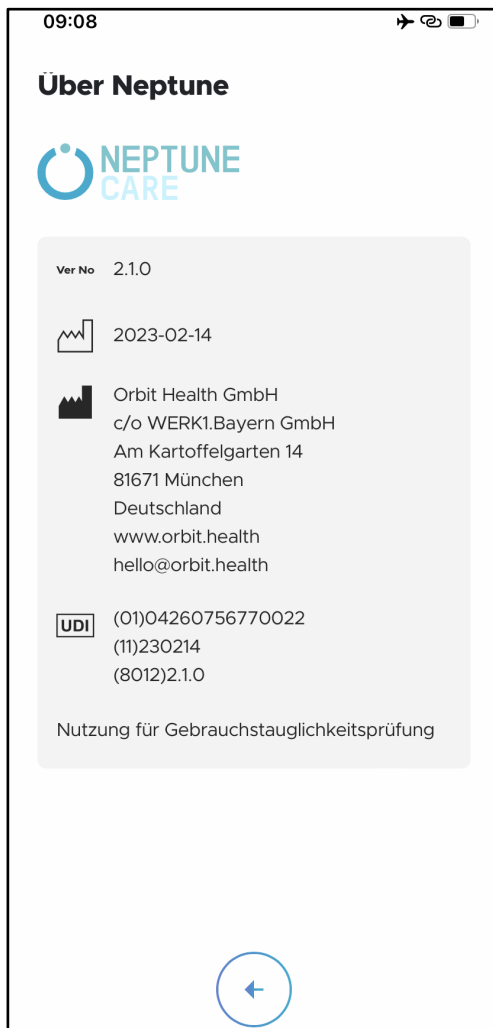 09:08
Über Neptune
NEPTUNE
CARE
Ver No 2.1.0
2023-02-14
Orbit Health GmbH
c/o WERK1.Bayern GmbH
Am Kartoffelgarten 14
81671 München
Deutschland
www.orbit.health
hello@orbit.health
UDI (01)04260756770022
(11)230214
(8012)2.1.0
Nutzung für Gebrauchstauglichkeitsprüfung